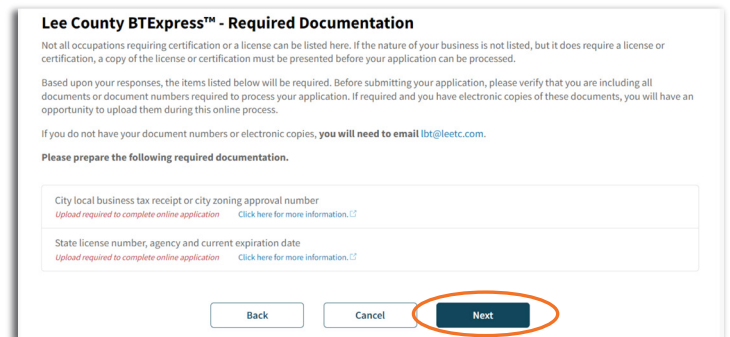 Lee County BTExpress™ - Required Documentation
Not all occupations requiring certification or a license can be listed here. If the nature of your business is not listed, but it does require a license or
certification, a copy of the license or certification must be presented before your application can be processed.
Based upon your responses, the items listed below will be required. Before submitting your application, please verify that you are including all
documents or document numbers required to process your application. If required and you have electronic copies of these documents, you will have an
opportunity to upload them during this online process.
If you do not have your document numbers or electronic copies, you will need to email lbt@leetc.com.
Please prepare the following required documentation.
City local business tax receipt or city zoning approval number
Upload required to complete online application Click here for more information.
State license number, agency and current expiration date
Upload required to complete online application Click here for more information.
Back Cancel Next